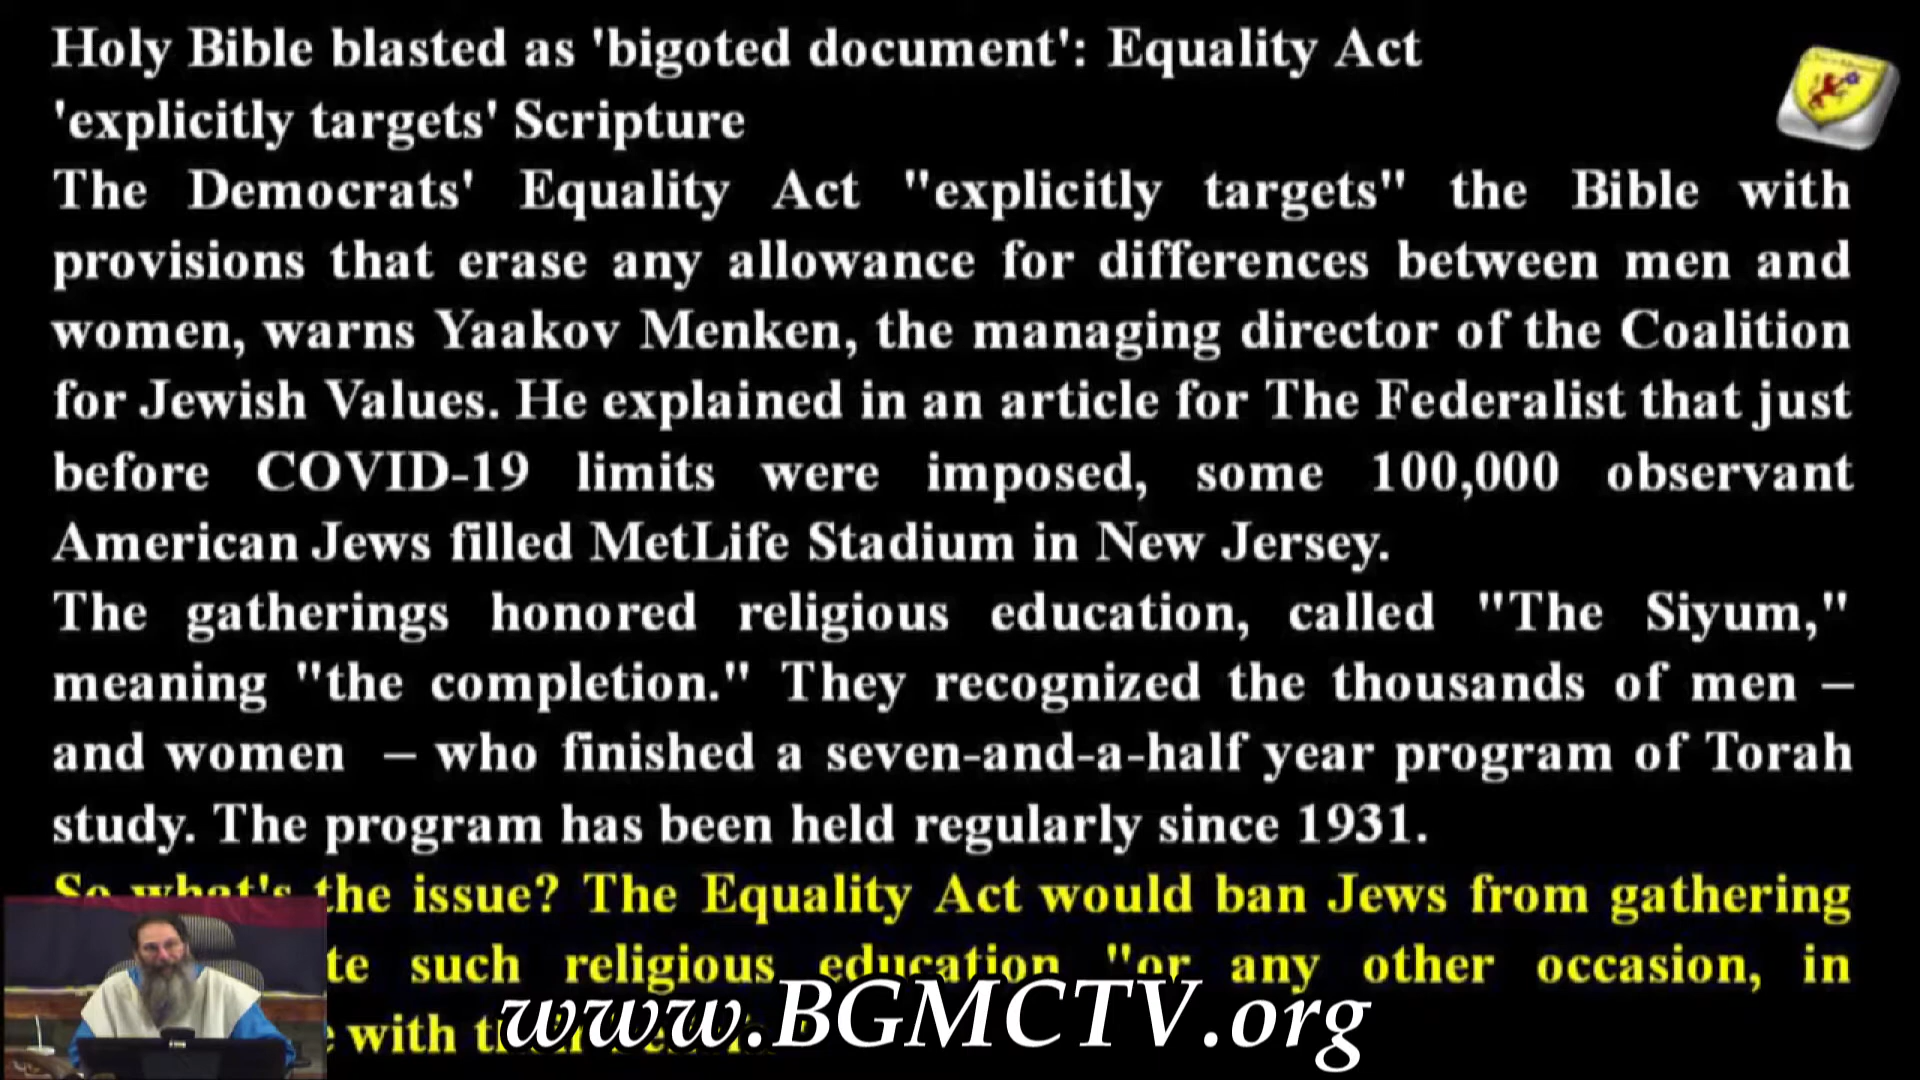 Holy Bible blasted as 'bigoted document': Equality Act
'explicitly targets' Scripture
The Democrats' Equality Act "explicitly targets" the Bible with
provisions that erase any allowance for differences between men and
women, warns Yaakov Menken, the managing director of the Coalition
for Jewish Values. He explained in an article for The Federalist that just
before COVID-19 limits were imposed, some 100,000 observant
American Jews filled MetLife Stadium in New Jersey.
The gatherings honored religious education, called "The Siyum,"
meaning "the completion." They recognized the thousands of men –
and women – who finished a seven-and-a-half year program of Torah
study. The program has been held regularly since 1931.
So what's the issue? The Equality Act would ban Jews from gathering
te such religious education "or any other occasion, in
with
www.BGMCTV.org